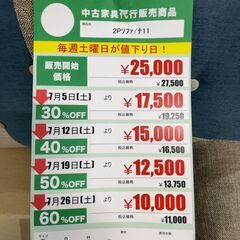 中古家具代行販売商品
2Pソファ/ナ11
毎週土曜日が値下り日！
販売開始
価格
¥25,000
税込価格
¥27,500
7月5日(土)
より
30%OFF
¥17,500
税込価格
¥19,250
7月12日(土)
より
40%OFF
¥15,000
税込価格
¥16,500
7月19日(土)
より
50%OFF
¥12,500
税込価格
¥13,750
7月26日(土)
より
60%OFF
¥10,000
税込価格
¥11,000